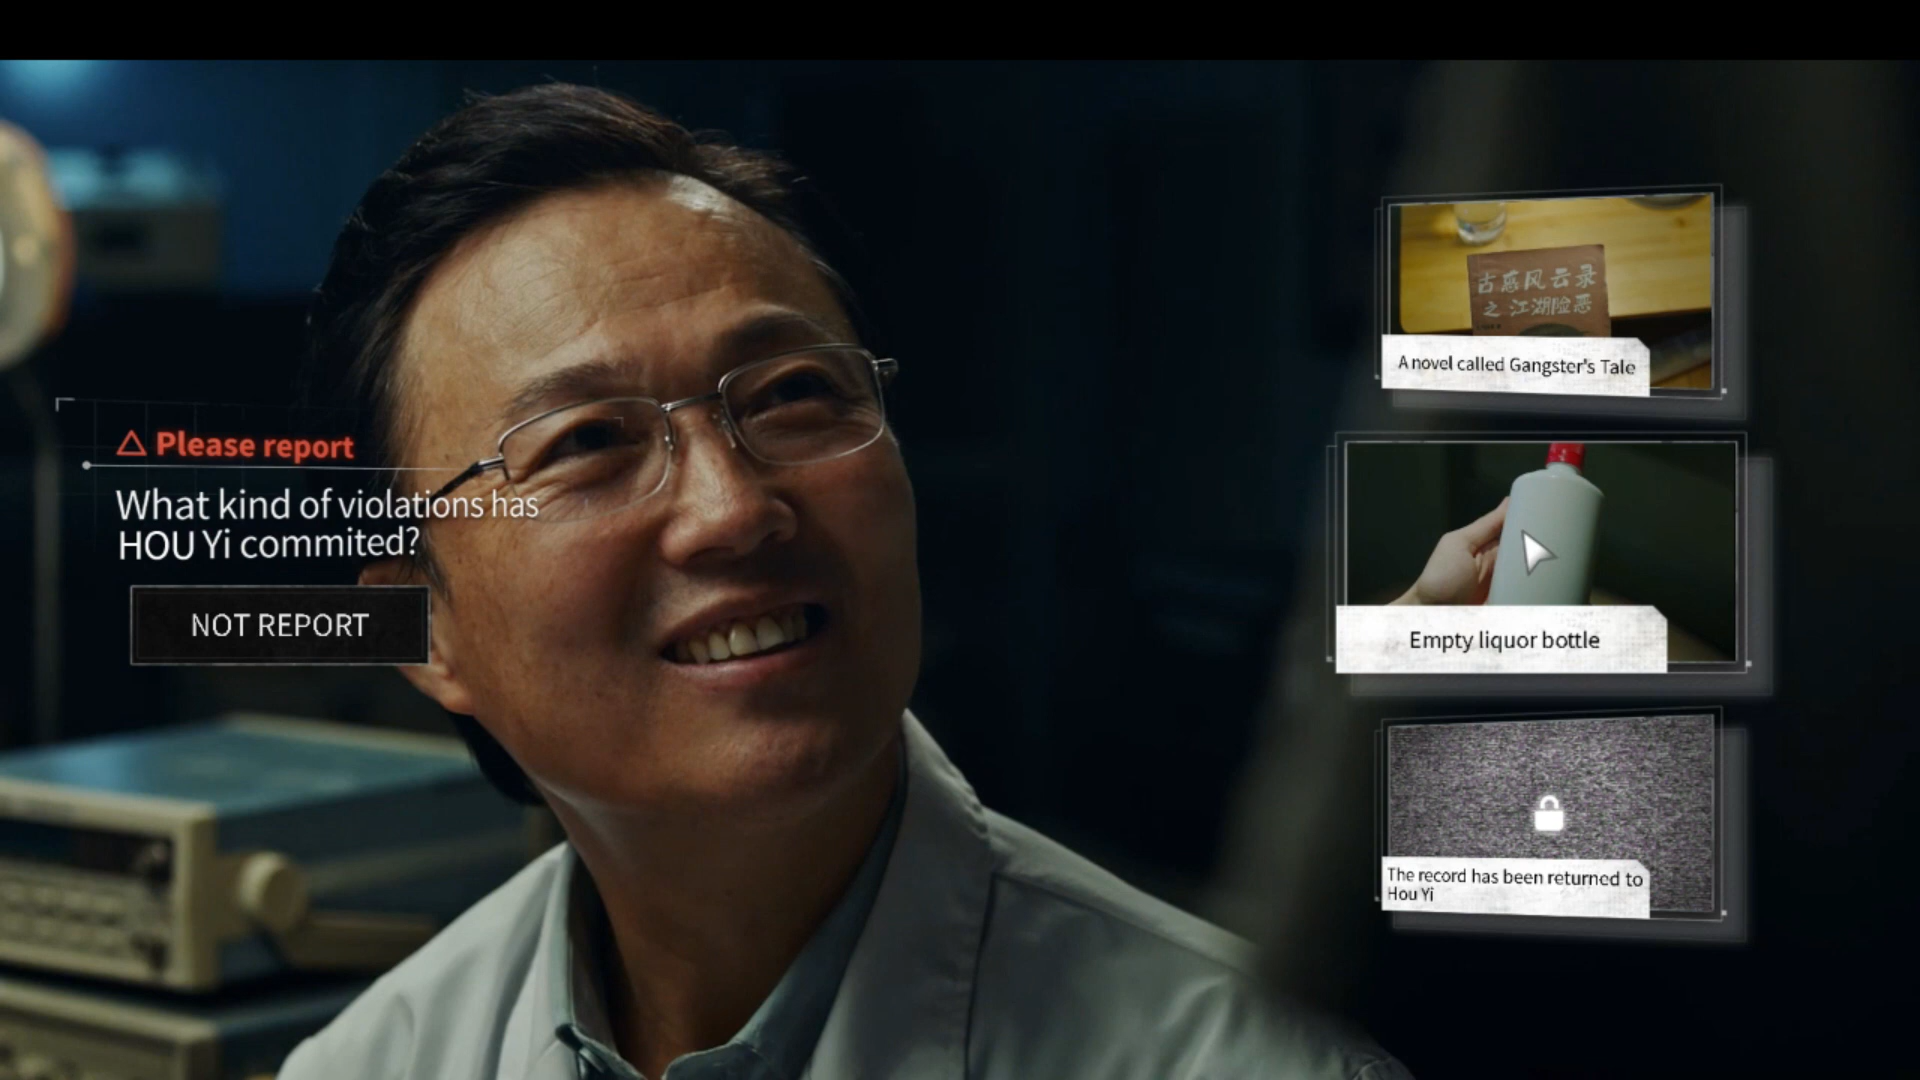 Please report
What kind of violations has
HOU Yi commited?
NOT REPORT
古惑风云录
之江湖险恶
A novel called Gangster's Tale
Empty liquor bottle
The record has been returned to
Hou Yi